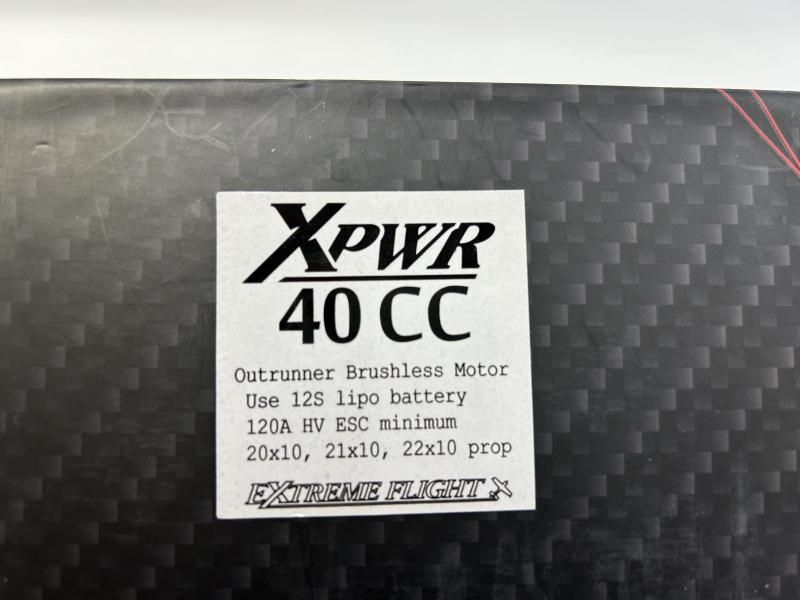 XPWR
40 CC
Outrunner Brushless Motor
Use 12S lipo battery
120A HV ESC minimum
20x10, 21x10, 22x10 prop
EXTREME FLIGHT